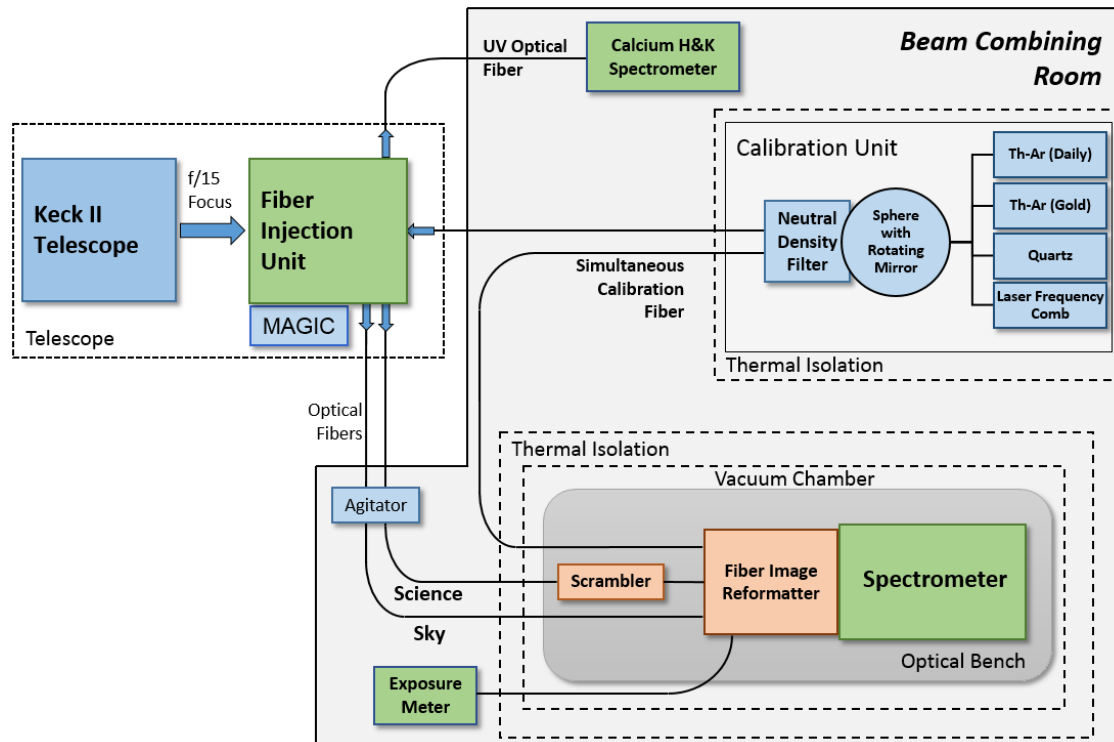 UV Optical
Fiber
Calcium H&K
Spectrometer
Beam Combining
Room
Keck II
Telescope
f/15
Focus
Fiber
Injection
Unit
MAGIC
Telescope
Calibration Unit
Neutral
Density
Filter
Sphere
with
Rotating
Mirror
Th-Ar (Daily)
Th-Ar (Gold)
Quartz
Laser Frequency
Comb
Thermal Isolation
Simultaneous
Calibration
Fiber
Optical
Fibers
Agitator
Thermal Isolation
Vacuum Chamber
Scrambler
Fiber Image
Reformatter
Spectrometer
Optical Bench
Science
Sky
Exposure
Meter